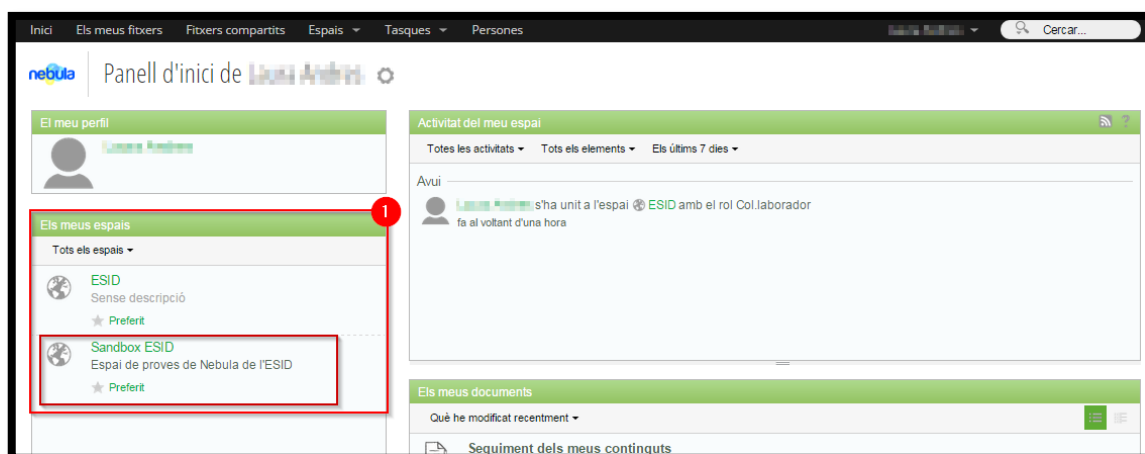 Inici Els meus fitxers Fitxers compartits Espais Tasques Persones Cercar...
nebula Panell d'inici de
El meu perfil
Els meus espais
1
Tots els espais
ESID
Sense descripció
Preferit
Sandbox ESID
Espai de proves de Nebula de l'ESID
Preferit
Activitat del meu espai ?
Totes les activitats Tots els elements Els últims 7 dies
Avui
s'ha unit a l'espai ESID amb el rol Col.laborador
fa al voltant d'una hora
Els meus documents
Què he modificat recentment
Seguiment dels meus continguts